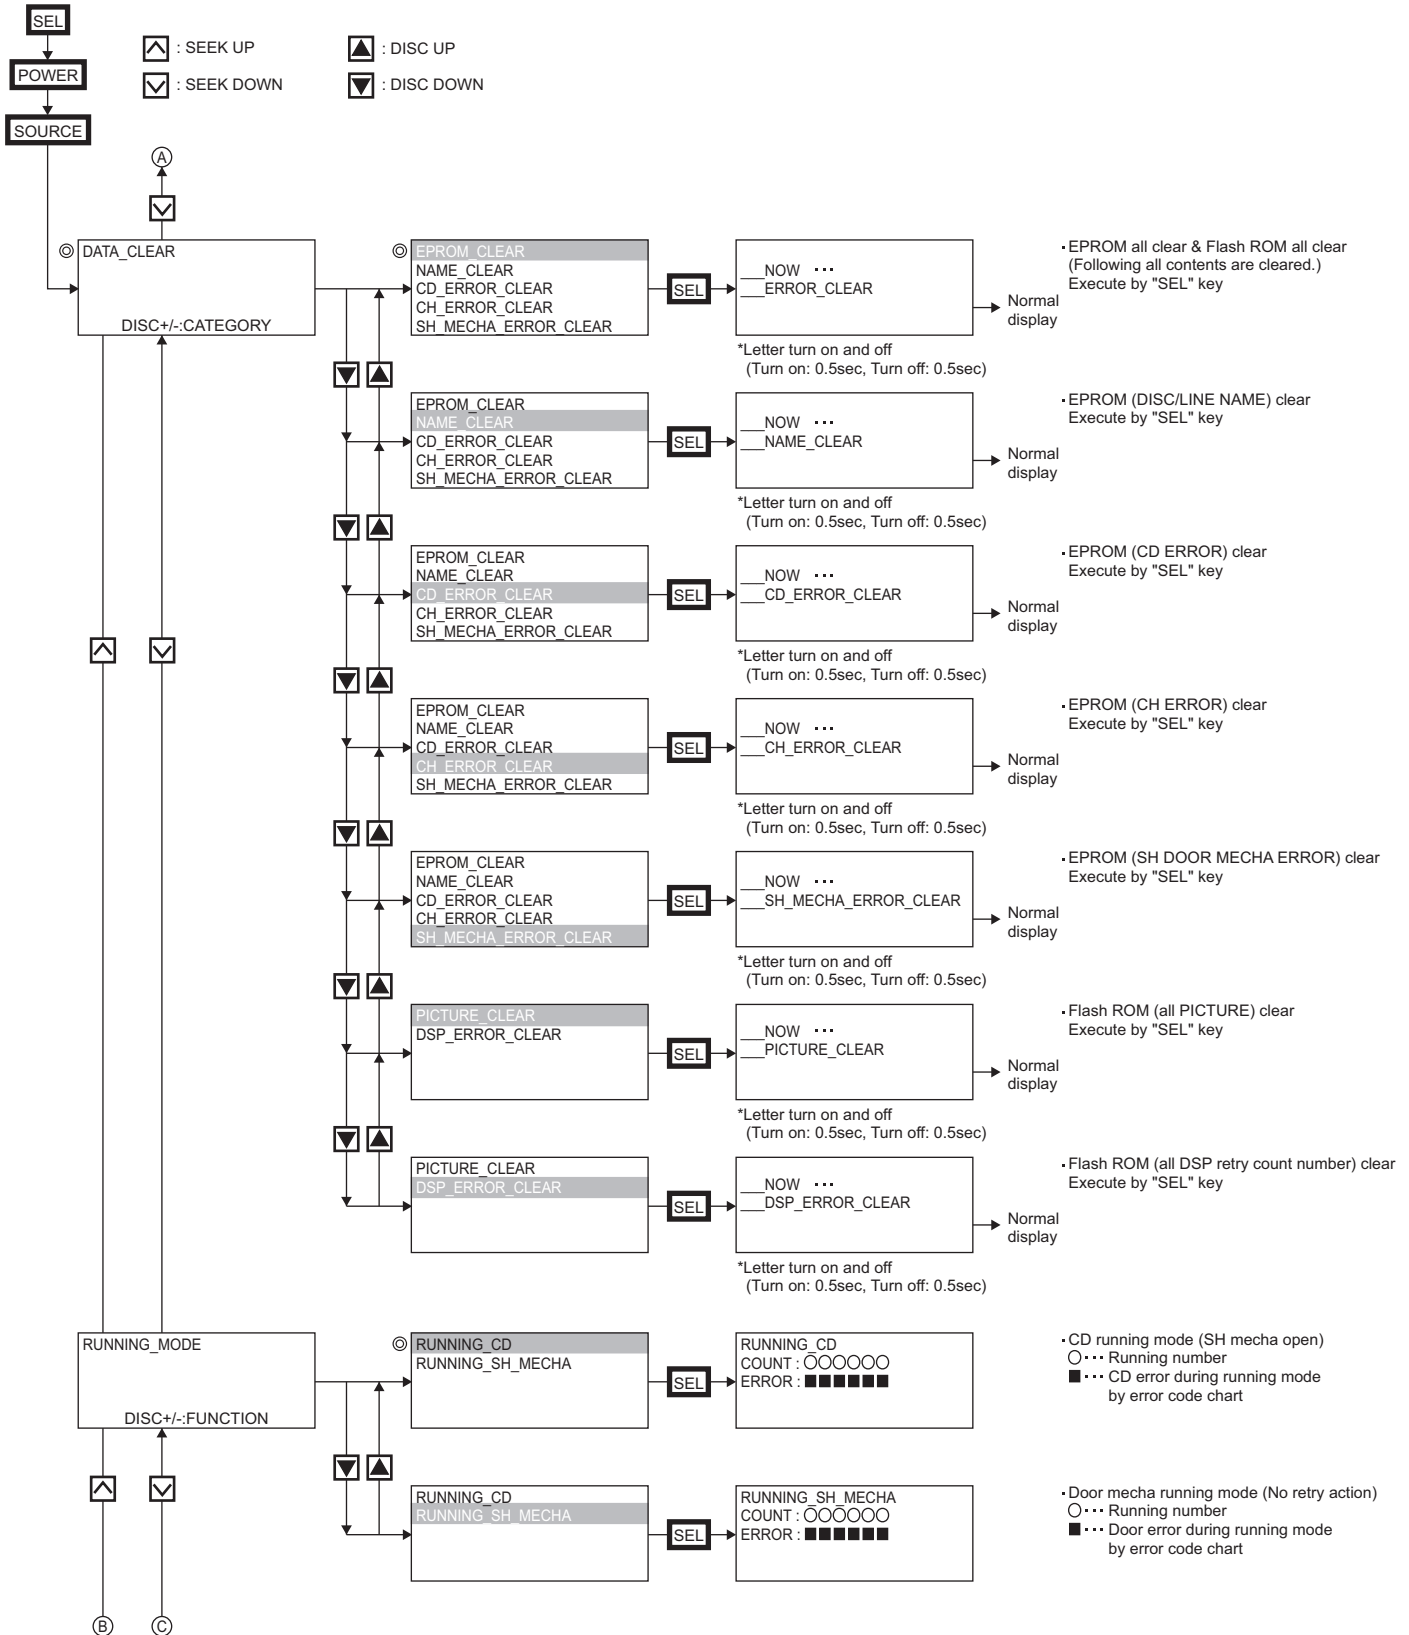 SEL
POWER
SOURCE
: SEEK UP
: SEEK DOWN
: DISC UP
: DISC DOWN
A
◎ DATA_CLEAR
DISC+/-:CATEGORY
◎ EPROM_CLEAR
NAME_CLEAR
CD_ERROR_CLEAR
CH_ERROR_CLEAR
SH_MECHA_ERROR_CLEAR
SEL
___NOW ･･･
___ERROR_CLEAR
Normal
display
*Letter turn on and off
(Turn on: 0.5sec, Turn off: 0.5sec)
･EPROM all clear & Flash ROM all clear
(Following all contents are cleared.)
Execute by "SEL" key
EPROM_CLEAR
NAME_CLEAR
CD_ERROR_CLEAR
CH_ERROR_CLEAR
SH_MECHA_ERROR_CLEAR
SEL
___NOW ･･･
___NAME_CLEAR
Normal
display
*Letter turn on and off
(Turn on: 0.5sec, Turn off: 0.5sec)
･EPROM (DISC/LINE NAME) clear
Execute by "SEL" key
EPROM_CLEAR
NAME_CLEAR
CD_ERROR_CLEAR
CH_ERROR_CLEAR
SH_MECHA_ERROR_CLEAR
SEL
___NOW ･･･
___CD_ERROR_CLEAR
Normal
display
*Letter turn on and off
(Turn on: 0.5sec, Turn off: 0.5sec)
･EPROM (CD ERROR) clear
Execute by "SEL" key
EPROM_CLEAR
NAME_CLEAR
CD_ERROR_CLEAR
CH_ERROR_CLEAR
SH_MECHA_ERROR_CLEAR
SEL
___NOW ･･･
___CH_ERROR_CLEAR
Normal
display
*Letter turn on and off
(Turn on: 0.5sec, Turn off: 0.5sec)
･EPROM (CH ERROR) clear
Execute by "SEL" key
EPROM_CLEAR
NAME_CLEAR
CD_ERROR_CLEAR
CH_ERROR_CLEAR
SH_MECHA_ERROR_CLEAR
SEL
___NOW ･･･
___SH_MECHA_ERROR_CLEAR
Normal
display
*Letter turn on and off
(Turn on: 0.5sec, Turn off: 0.5sec)
･EPROM (SH DOOR MECHA ERROR) clear
Execute by "SEL" key
PICTURE_CLEAR
DSP_ERROR_CLEAR
SEL
___NOW ･･･
___PICTURE_CLEAR
Normal
display
*Letter turn on and off
(Turn on: 0.5sec, Turn off: 0.5sec)
･Flash ROM (all PICTURE) clear
Execute by "SEL" key
PICTURE_CLEAR
DSP_ERROR_CLEAR
SEL
___NOW ･･･
___DSP_ERROR_CLEAR
Normal
display
*Letter turn on and off
(Turn on: 0.5sec, Turn off: 0.5sec)
･Flash ROM (all DSP retry count number) clear
Execute by "SEL" key
RUNNING_MODE
DISC+/-:FUNCTION
◎ RUNNING_CD
RUNNING_SH_MECHA
SEL
RUNNING_CD
COUNT : ○○○○○○
ERROR : ■■■■■■
･CD running mode (SH mecha open)
○ ･･･ Running number
■ ･･･ CD error during running mode
by error code chart
RUNNING_CD
RUNNING_SH_MECHA
SEL
RUNNING_SH_MECHA
COUNT : ○○○○○○
ERROR : ■■■■■■
･Door mecha running mode (No retry action)
○ ･･･ Running number
■ ･･･ Door error during running mode
by error code chart
B
C